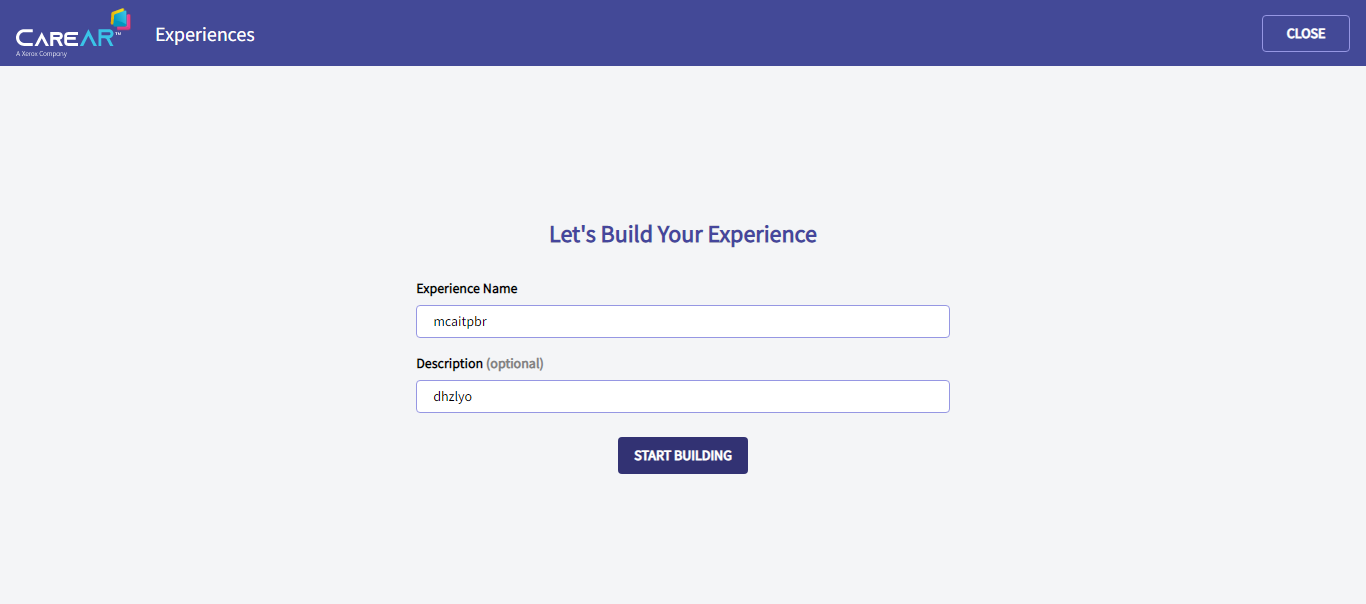 CAREAR™
A Xerox Company
Experiences
CLOSE
Let's Build Your Experience
Experience Name
mcaitpbr
Description (optional)
dhzlyo
START BUILDING